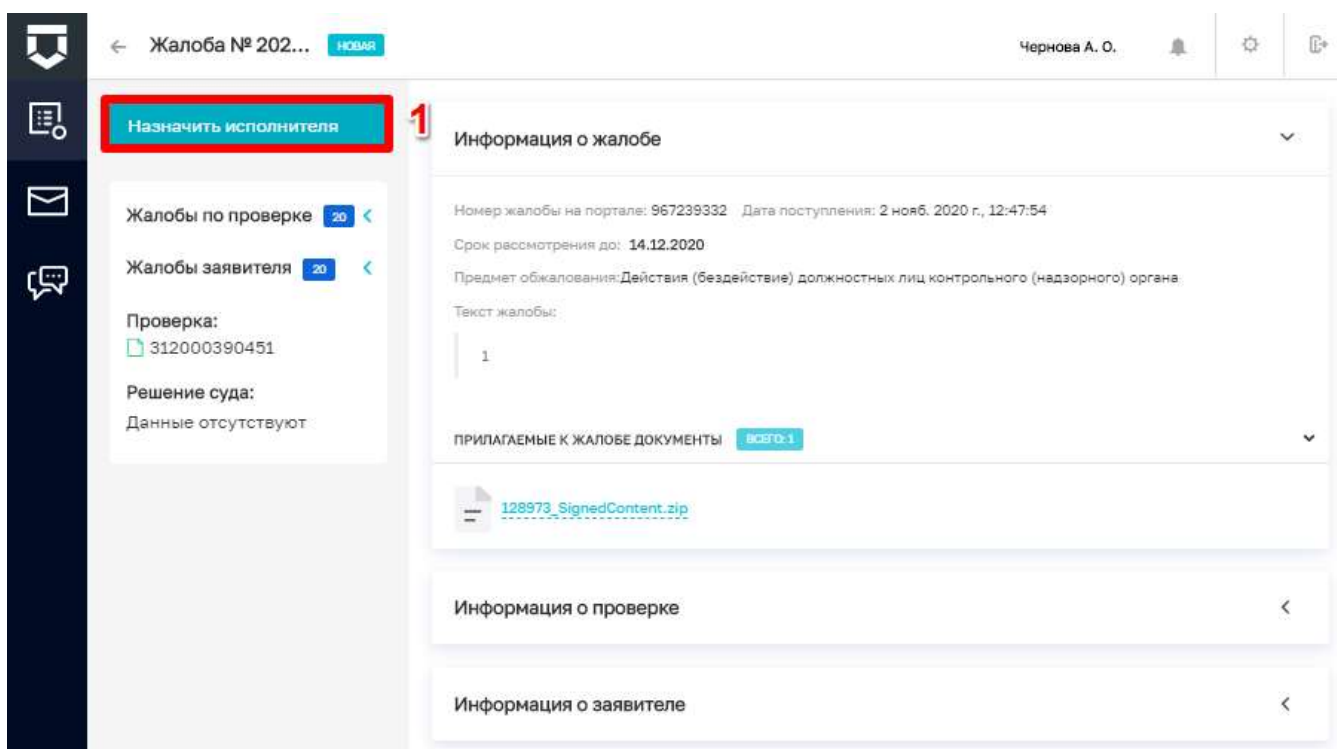 Жалоба № 202... НОВАЯ
Чернова А. О.
Назначить исполнителя
1
Жалобы по проверке 20
Жалобы заявителя 20
Проверка:
312000390451
Решение суда:
Данные отсутствуют
Информация о жалобе
Номер жалобы на портале: 967239332 Дата поступления: 2 нояб. 2020 г., 12:47:54
Срок рассмотрения до: 14.12.2020
Предмет обжалования:Действия (бездействие) должностных лиц контрольного (надзорного) органа
Текст жалобы:
1
ПРИЛАГАЕМЫЕ К ЖАЛОБЕ ДОКУМЕНТЫ ВСЕГО: 1
128973_SignedContent.zip
Информация о проверке
Информация о заявителе